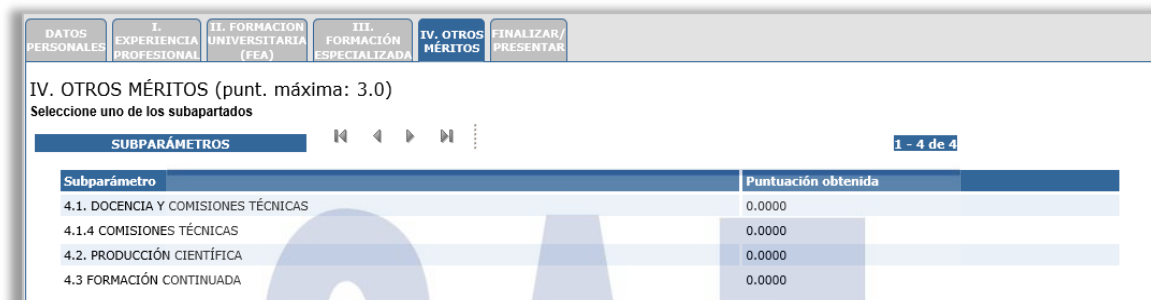 DATOS PERSONALES
I. EXPERIENCIA PROFESIONAL
II. FORMACION UNIVERSITARIA (FEA)
III. FORMACIÓN ESPECIALIZADA
IV. OTROS MÉRITOS
FINALIZAR/ PRESENTAR
IV. OTROS MÉRITOS (punt. máxima: 3.0)
Seleccione uno de los subapartados
SUBPARÁMETROS 1 - 4 de 4
Subparámetro Puntuación obtenida
4.1. DOCENCIA Y COMISIONES TÉCNICAS 0.0000
4.1.4 COMISIONES TÉCNICAS 0.0000
4.2. PRODUCCIÓN CIENTÍFICA 0.0000
4.3 FORMACIÓN CONTINUADA 0.0000